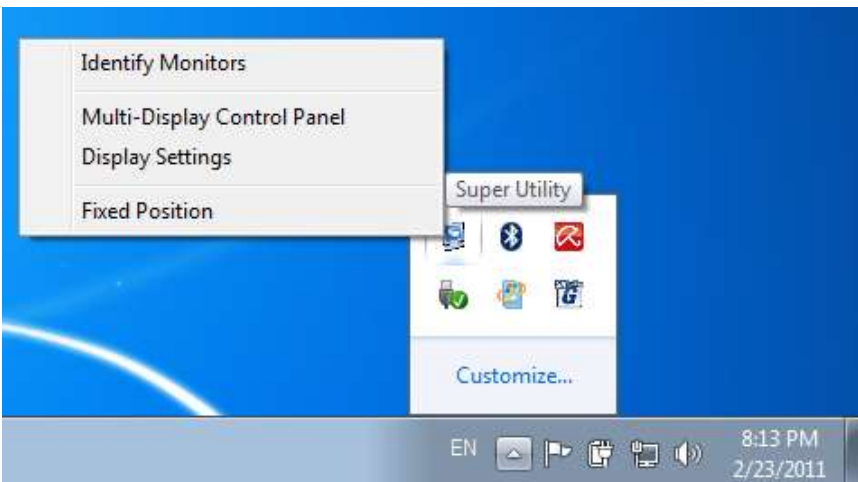 Identify Monitors
Multi-Display Control Panel
Display Settings
Fixed Position
Super Utility
G
Customize...
EN
8:13 PM
2/23/2011